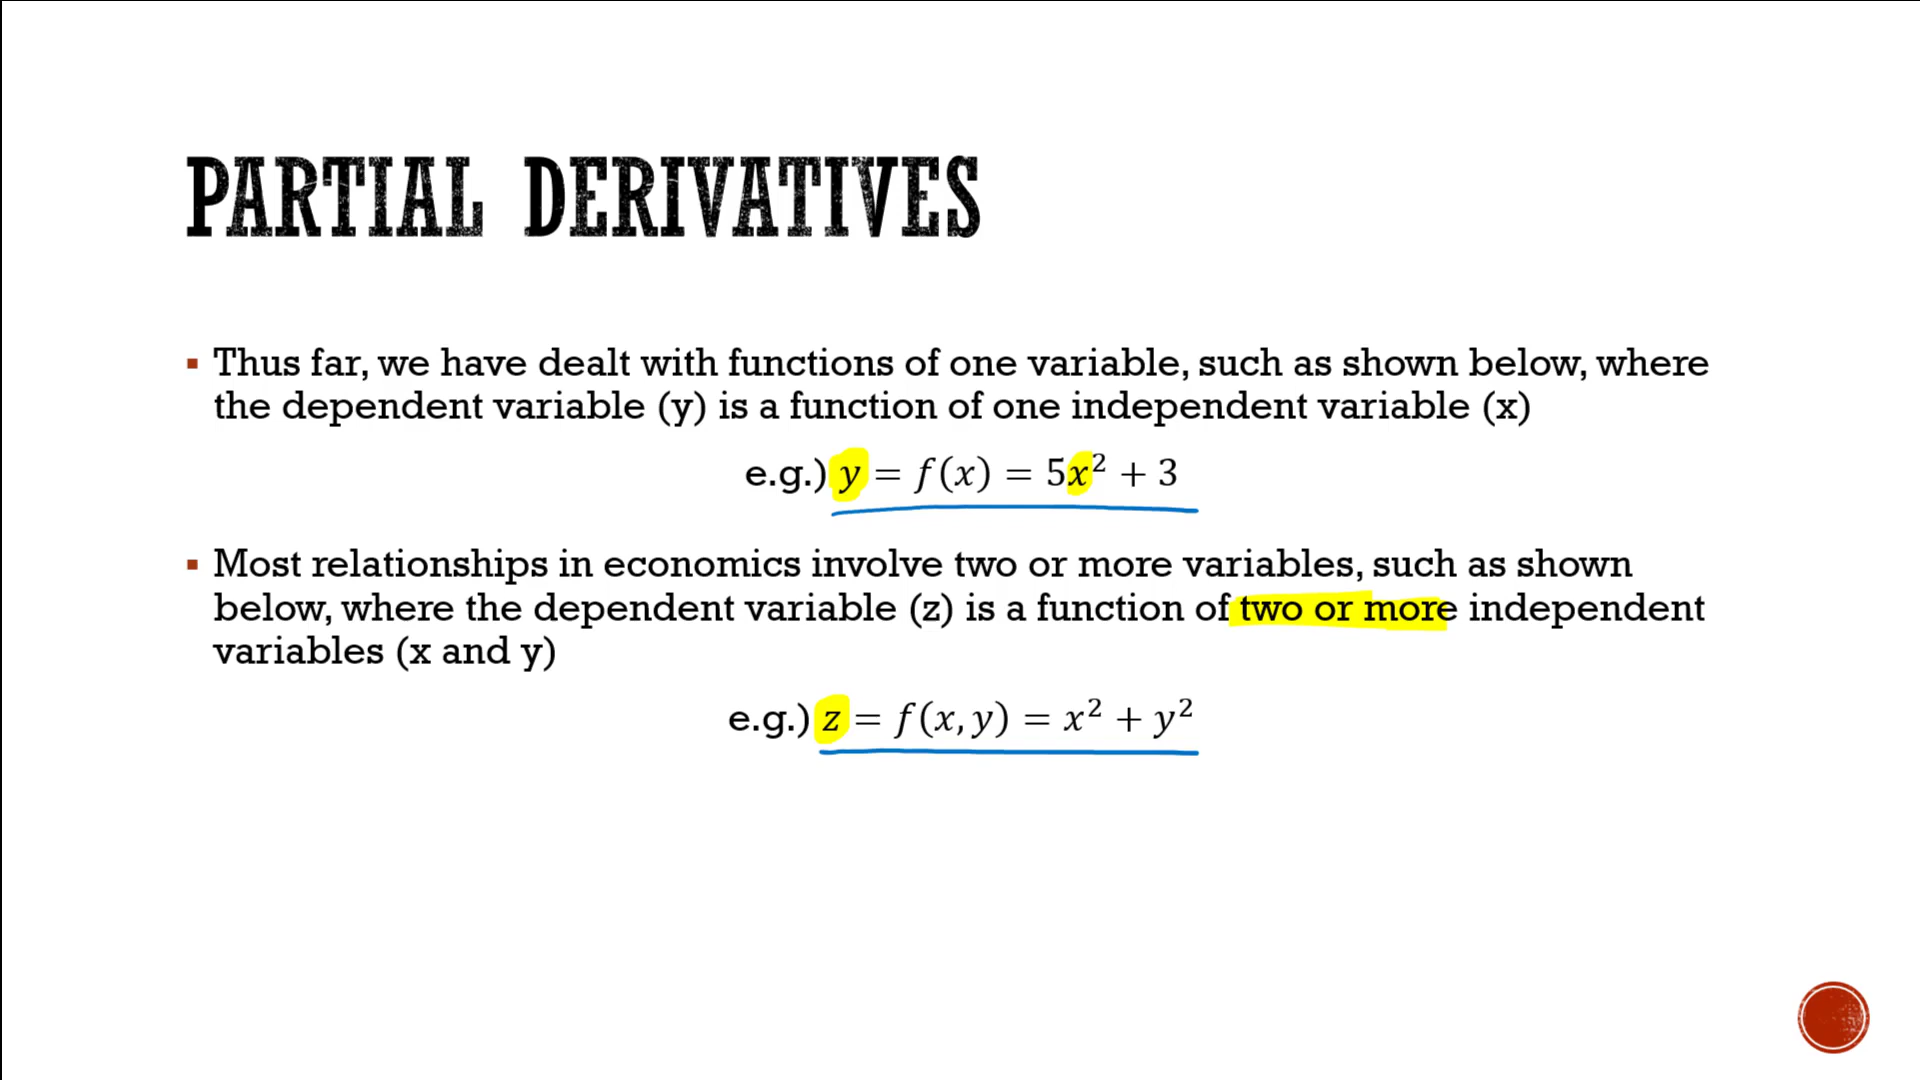 PARTIAL DERIVATIVES
▪ Thus far, we have dealt with functions of one variable, such as shown below, where
the dependent variable (y) is a function of one independent variable (x)
e.g.) y = f(x) = 5x² + 3
▪ Most relationships in economics involve two or more variables, such as shown
below, where the dependent variable (z) is a function of two or more independent
variables (x and y)
e.g.) z = f(x, y) = x² + y²